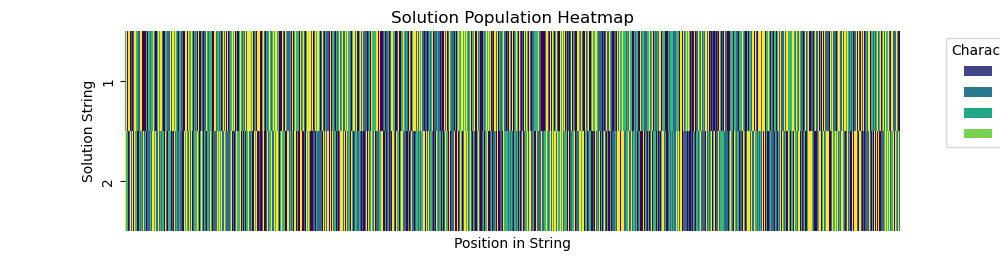 Solution Population Heatmap
Solution String
1
2
Position in String
Charac